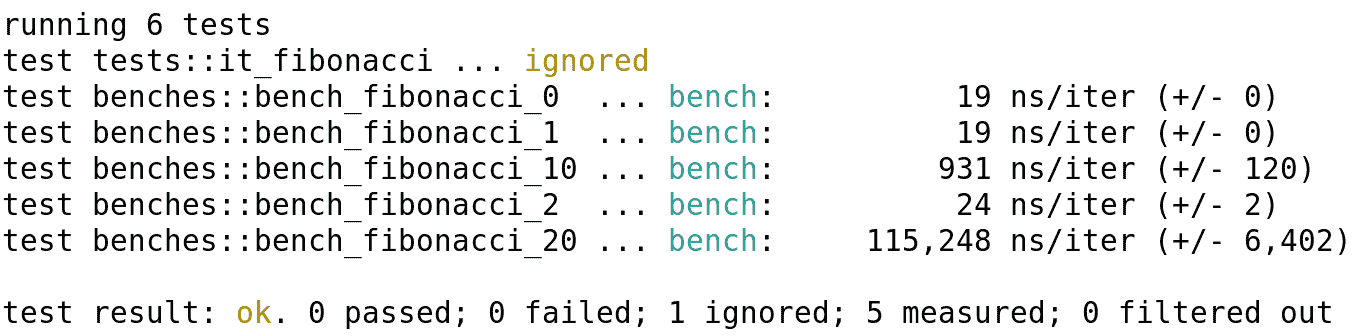 running 6 tests
test tests::it_fibonacci ... ignored
test benches::bench_fibonacci_0  ... bench:          19 ns/iter (+/- 0)
test benches::bench_fibonacci_1  ... bench:          19 ns/iter (+/- 0)
test benches::bench_fibonacci_10 ... bench:         931 ns/iter (+/- 120)
test benches::bench_fibonacci_2  ... bench:          24 ns/iter (+/- 2)
test benches::bench_fibonacci_20 ... bench:     115,248 ns/iter (+/- 6,402)
test result: ok. 0 passed; 0 failed; 1 ignored; 5 measured; 0 filtered out